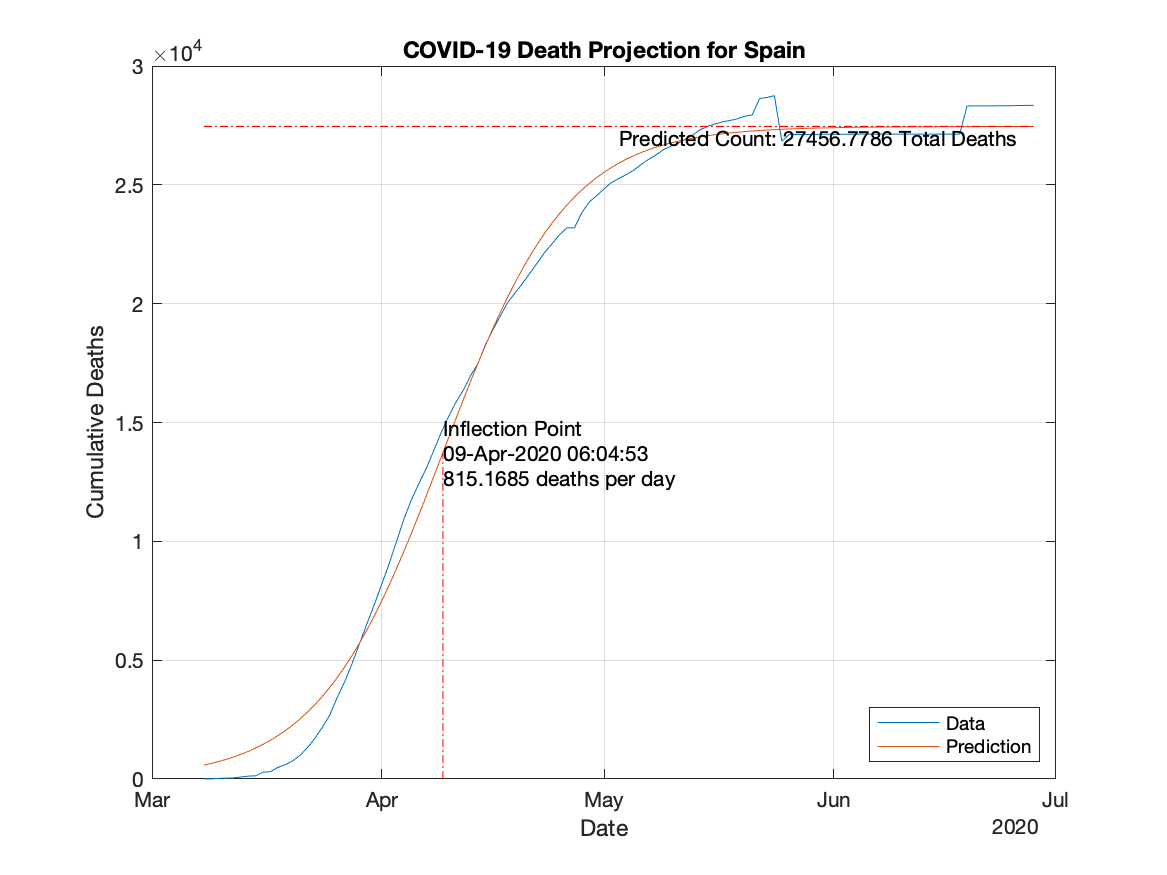 COVID-19 Death Projection for Spain
×10⁴
3
2.5
2
1.5
1
0.5
0
Cumulative Deaths
Predicted Count: 27456.7786 Total Deaths
Inflection Point
09-Apr-2020 06:04:53
815.1685 deaths per day
Data
Prediction
Mar Apr May Jun Jul
Date
2020